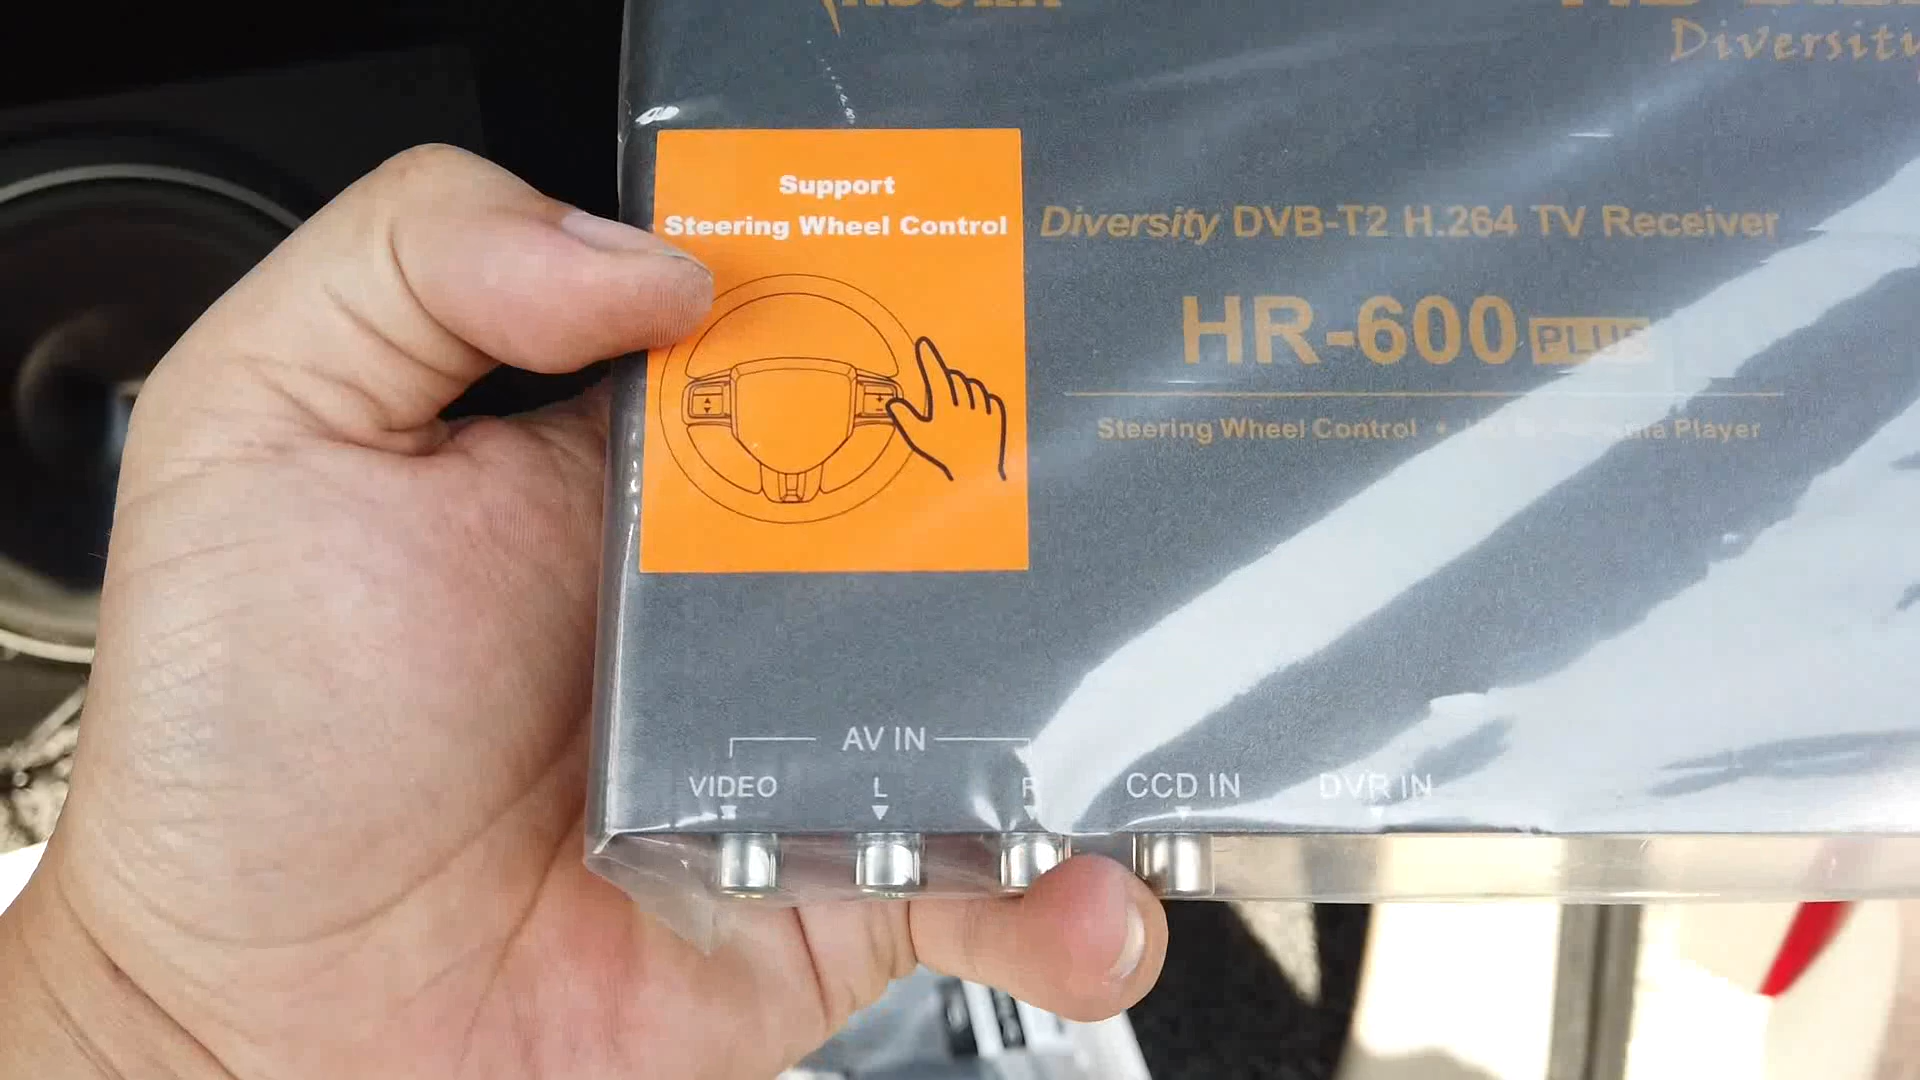 Diversity
Support
Steering Wheel Control
Diversity DVB-T2 H.264 TV Receiver
HR-600 PLUS
Steering Wheel Control • Player
AV IN
VIDEO L R CCD IN DVR IN